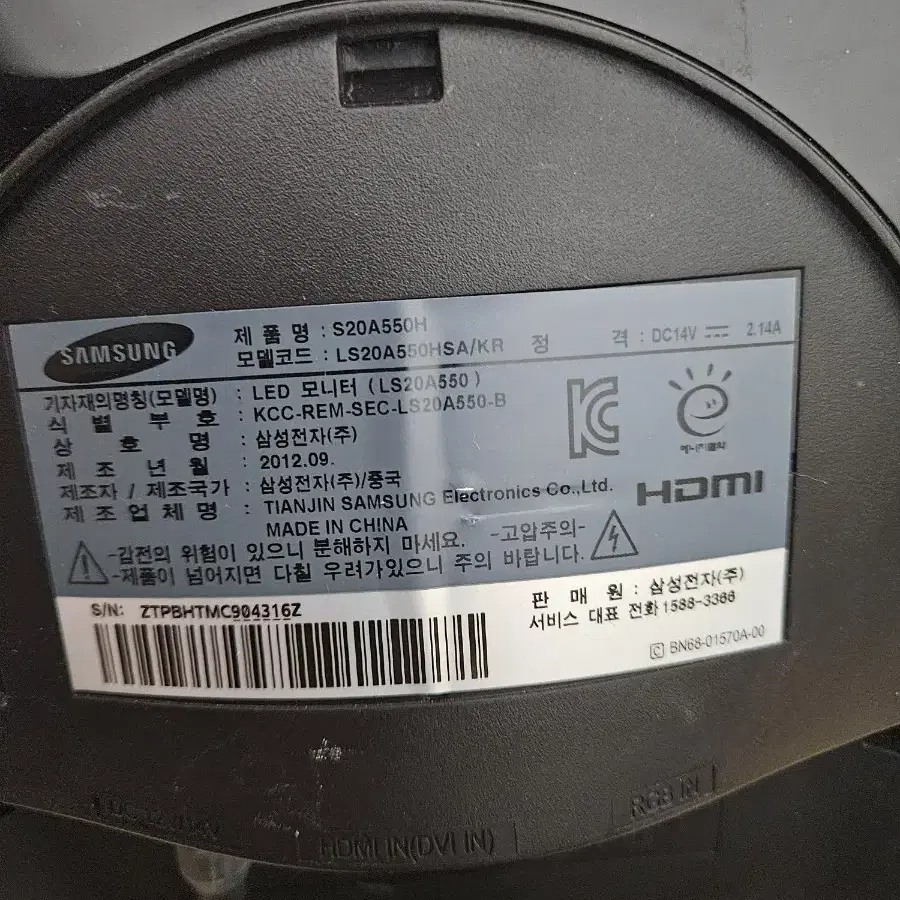 SAMSUNG
제 품 명 : S20A550H
모델코드 : LS20A550HSA/KR 정 격 : DC14V ⎓ 2.14A
기자재의명칭(모델명) : LED 모니터 (LS20A550)
식 별 부 호 : KCC-REM-SEC-LS20A550-B
상 호 명 : 삼성전자(주)
제 조 년 월 : 2012.09.
제조자 / 제조국가 : 삼성전자(주)/중국
제 조 업 체 명 : TIANJIN SAMSUNG Electronics Co.,Ltd.
MADE IN CHINA
KC
에너지절약
HDMI
-감전의 위험이 있으니 분해하지 마세요. -고압주의-
-제품이 넘어지면 다칠 우려가있으니 주의 바랍니다.
S/N: ZTPBHTMC904316Z
판 매 원 : 삼성전자(주)
서비스 대표 전화 1588-3366
C BN68-01570A-00
HDMI IN(DVI IN)
RGB IN